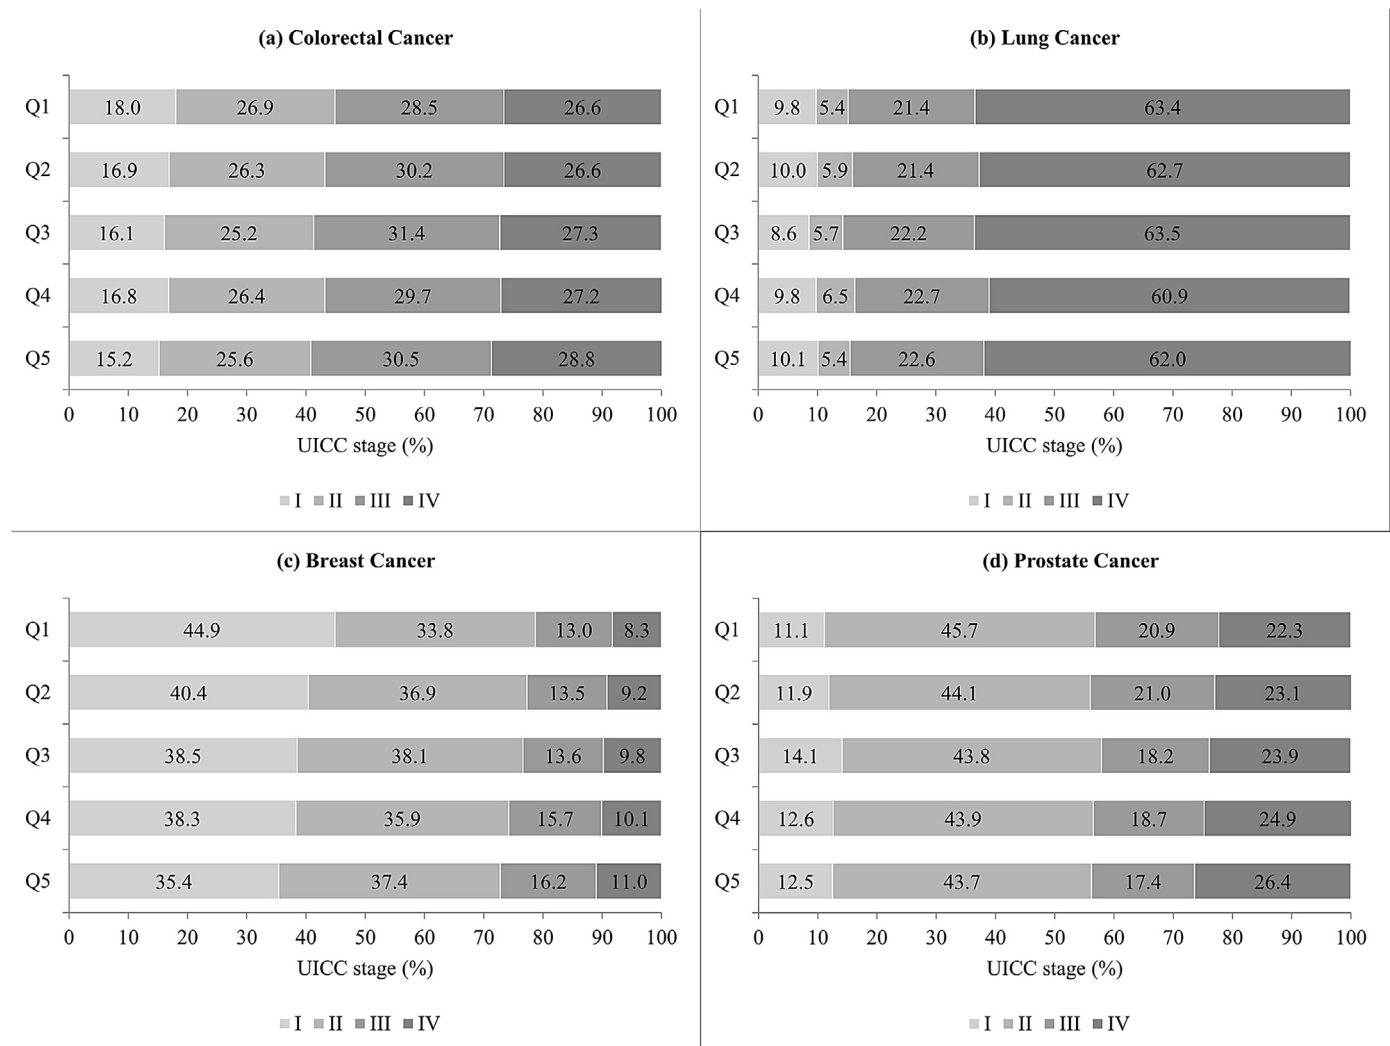 (a) Colorectal Cancer
Q1 18.0 26.9 28.5 26.6
Q2 16.9 26.3 30.2 26.6
Q3 16.1 25.2 31.4 27.3
Q4 16.8 26.4 29.7 27.2
Q5 15.2 25.6 30.5 28.8
0 10 20 30 40 50 60 70 80 90 100
UICC stage (%)
I II III IV
(b) Lung Cancer
Q1 9.8 5.4 21.4 63.4
Q2 10.0 5.9 21.4 62.7
Q3 8.6 5.7 22.2 63.5
Q4 9.8 6.5 22.7 60.9
Q5 10.1 5.4 22.6 62.0
0 10 20 30 40 50 60 70 80 90 100
UICC stage (%)
I II III IV
(c) Breast Cancer
Q1 44.9 33.8 13.0 8.3
Q2 40.4 36.9 13.5 9.2
Q3 38.5 38.1 13.6 9.8
Q4 38.3 35.9 15.7 10.1
Q5 35.4 37.4 16.2 11.0
0 10 20 30 40 50 60 70 80 90 100
UICC stage (%)
I II III IV
(d) Prostate Cancer
Q1 11.1 45.7 20.9 22.3
Q2 11.9 44.1 21.0 23.1
Q3 14.1 43.8 18.2 23.9
Q4 12.6 43.9 18.7 24.9
Q5 12.5 43.7 17.4 26.4
0 10 20 30 40 50 60 70 80 90 100
UICC stage (%)
I II III IV